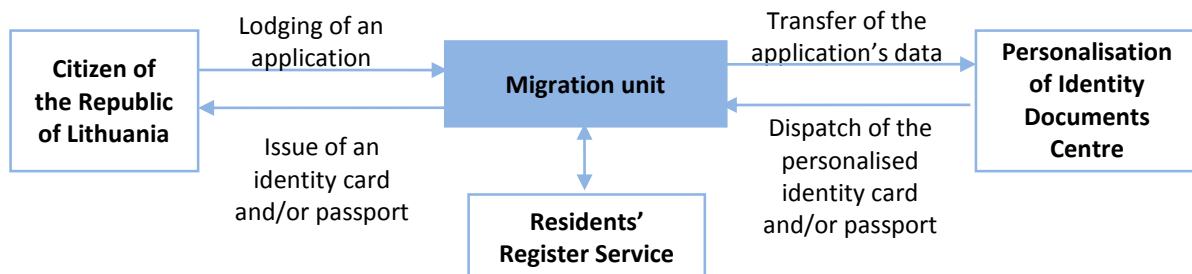 Citizen of
the Republic
of Lithuania
Lodging of an
application
Issue of an
identity card
and/or passport
Migration unit
Residents’
Register Service
Transfer of the
application’s data
Dispatch of the
personalised
identity card
and/or passport
Personalisation
of Identity
Documents
Centre